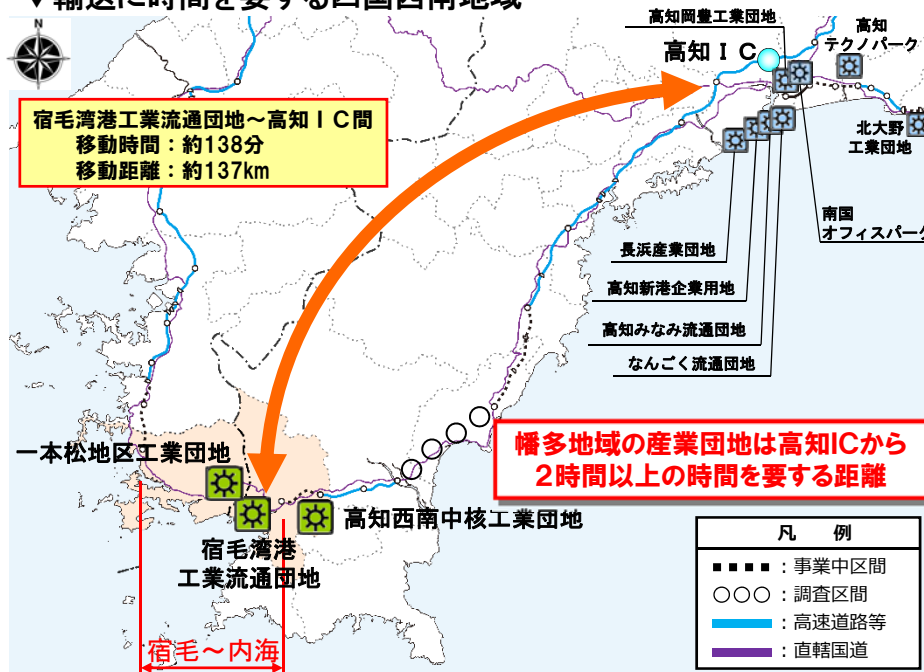 ▼輸送に時間を要する四国西南地域
高知岡豊工業団地
高知
テクノパーク
高知ＩＣ
宿毛湾港工業流通団地～高知ＩＣ間
移動時間：約138分
移動距離：約137km
北大野
工業団地
南国
オフィスパーク
長浜産業団地
高知新港企業用地
高知みなみ流通団地
なんごく流通団地
幡多地域の産業団地は高知ICから
２時間以上の時間を要する距離
一本松地区工業団地
高知西南中核工業団地
宿毛湾港
工業流通団地
宿毛～内海
凡　例
：事業中区間
：調査区間
：高速道路等
：直轄国道